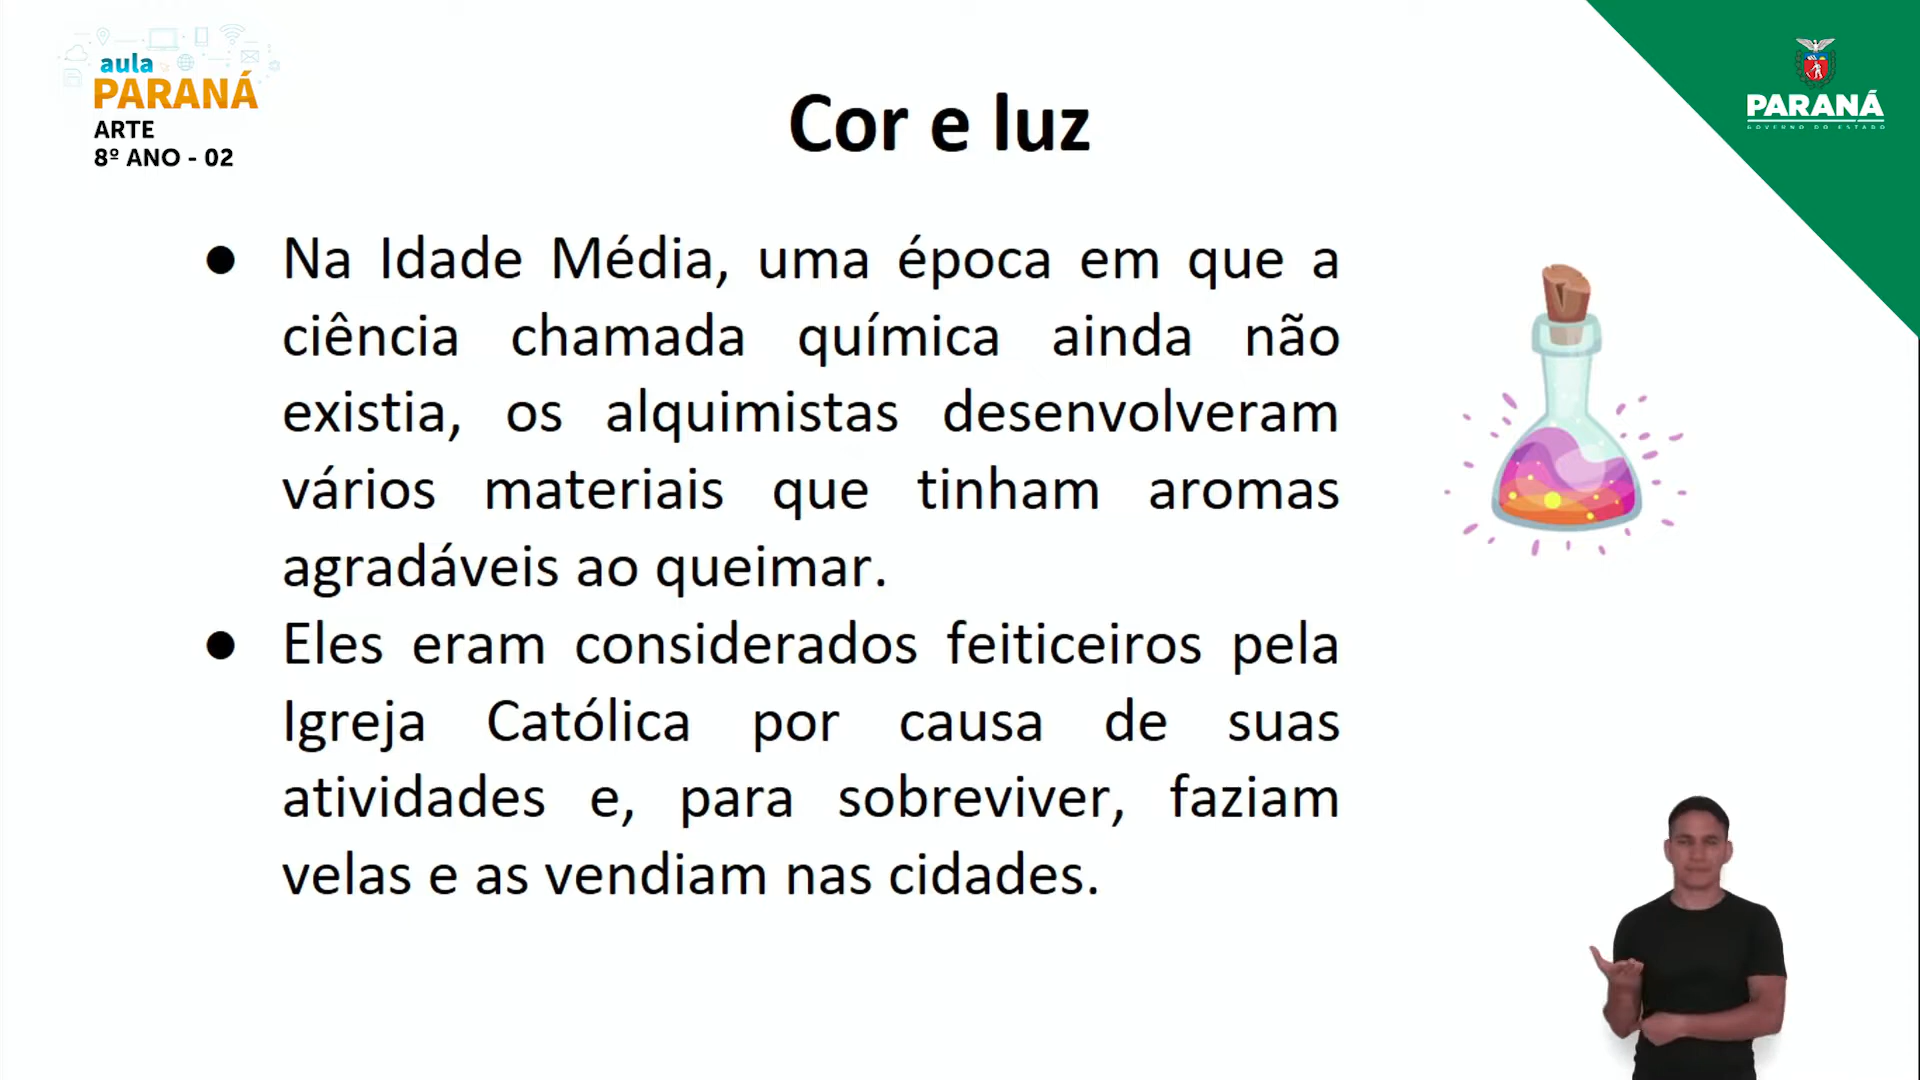 aula
PARANÁ
ARTE
8º ANO - 02
PARANÁ
GOVERNO DO ESTADO
Cor e luz
● Na Idade Média, uma época em que a
ciência chamada química ainda não
existia, os alquimistas desenvolveram
vários materiais que tinham aromas
agradáveis ao queimar.
● Eles eram considerados feiticeiros pela
Igreja Católica por causa de suas
atividades e, para sobreviver, faziam
velas e as vendiam nas cidades.